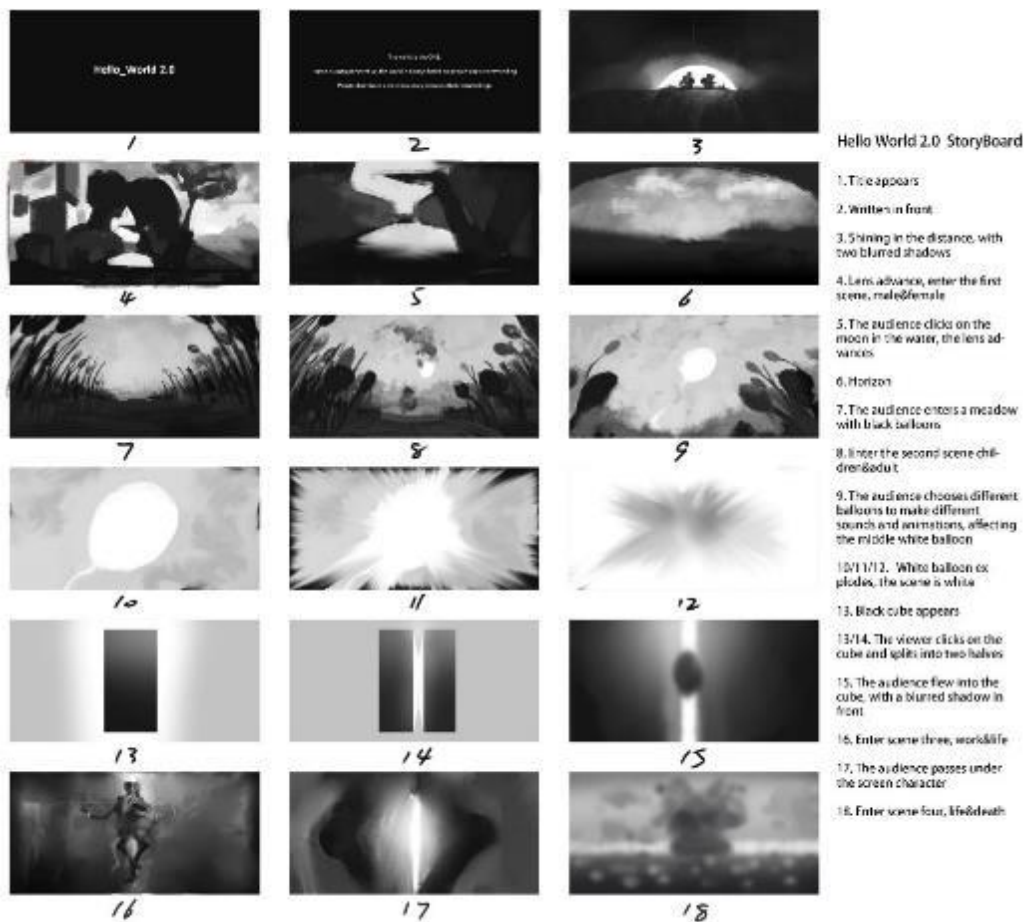 Hello_World 2.0
1
2
3
Hello World 2.0 StoryBoard
1. Title appears
2. Written in front
3. Shining in the distance, with
two blurred shadows
4. Lens advance, enter the first
scene, male&female
5. The audience clicks on the
moon in the water, the lens ad-
vances
6. Horizon
7. The audience enters a meadow
with black balloons
8. Enter the second scene chil-
dren&adult
9. The audience chooses different
balloons to make different
sounds and animations, affecting
the middle white balloon
10/11/12. White balloon ex
plodes, the scene is white
13. Black cube appears
13/14. The viewer clicks on the
cube and splits into two halves
15. The audience flew into the
cube, with a blurred shadow in
front
16. Enter scene three, work&life
17. The audience passes under
the screen character
18. Enter scene four, life&death
4
5
6
7
8
9
10
11
12
13
14
15
16
17
18